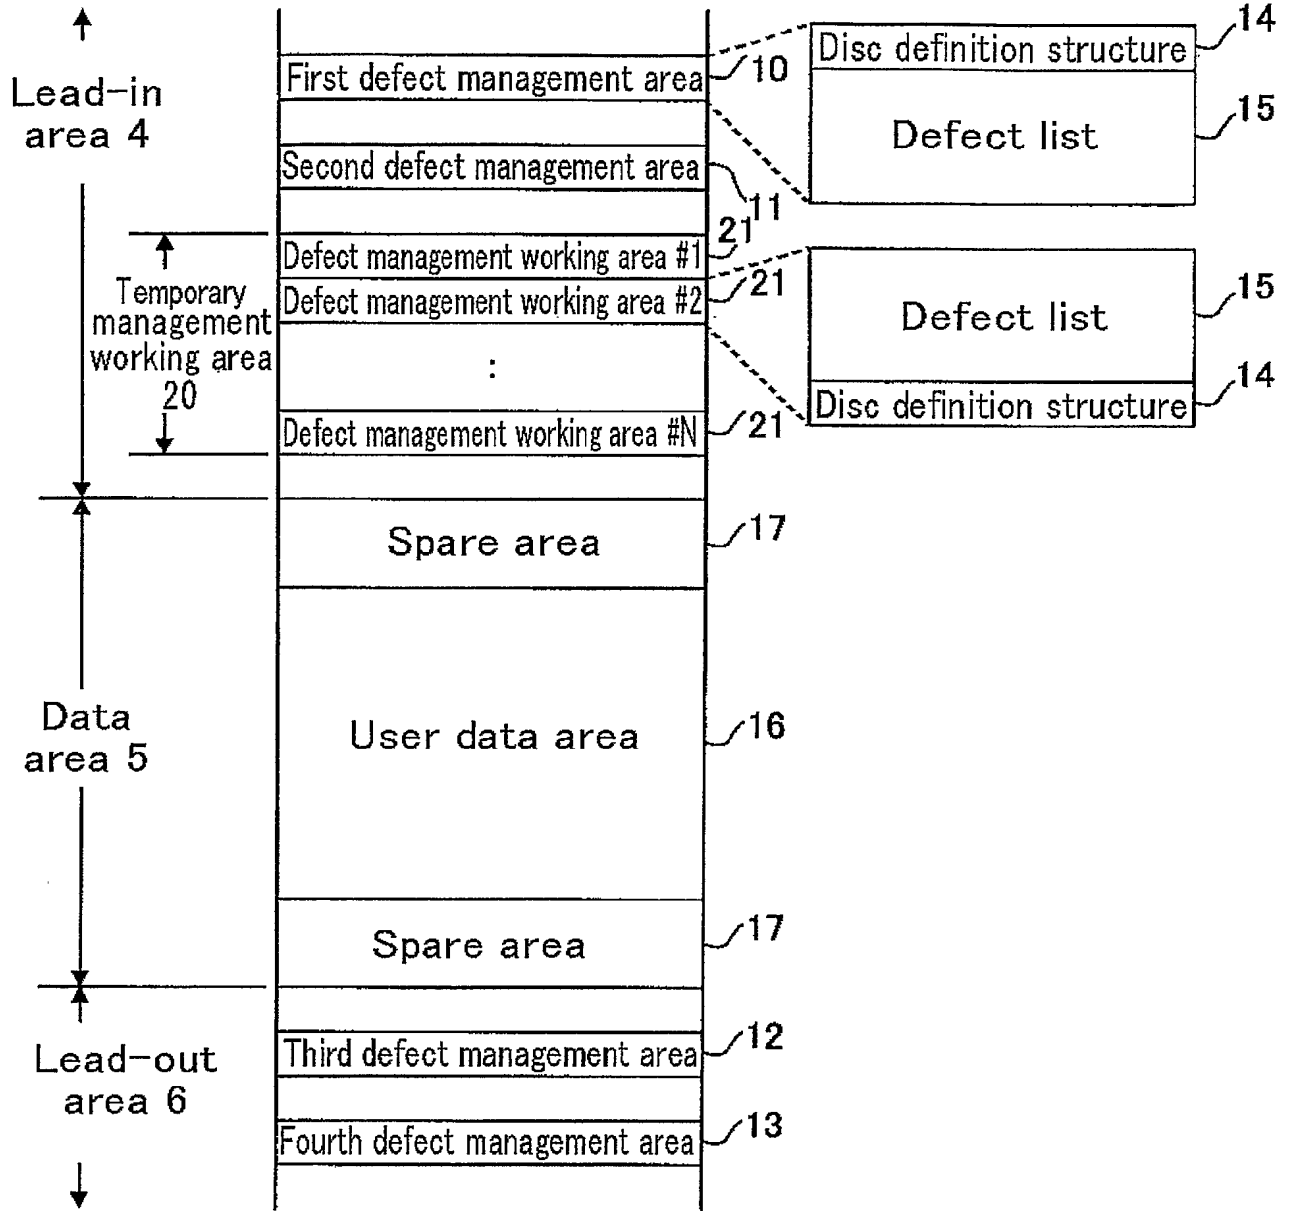 Lead-in
area 4
First defect management area
10
Disc definition structure
14
Defect list
15
Second defect management area
11
Temporary
management
working area
20
Defect management working area #1
21
Defect management working area #2
21
:
Defect management working area #N
21
Defect list
15
Disc definition structure
14
Data
area 5
Spare area
17
User data area
16
Spare area
17
Lead-out
area 6
Third defect management area
12
Fourth defect management area
13